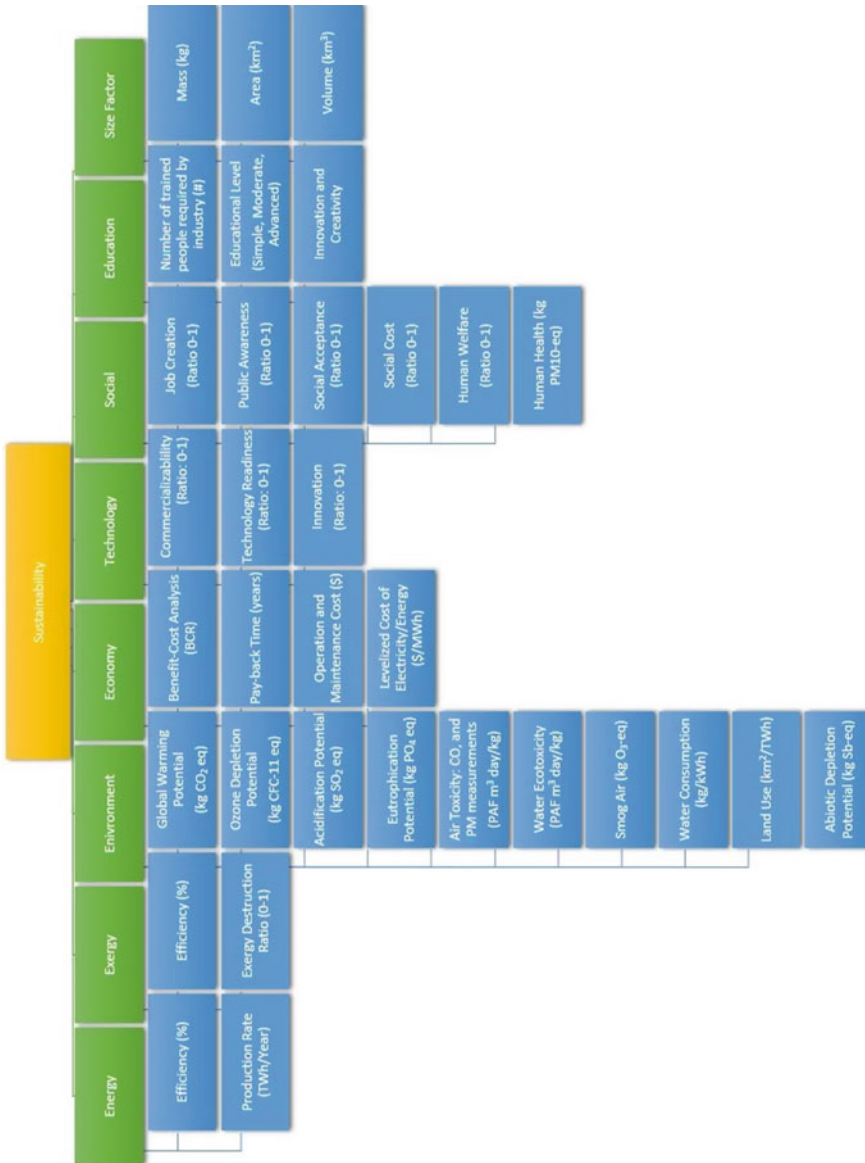 Sustainability
Energy
Efficiency (%)
Production Rate
(TWh/Year)
Exergy
Efficiency (%)
Exergy Destruction
Ratio (0-1)
Enivronment
Global Warming
Potential
(kg CO₂ eq)
Ozone Depletion
Potential
(kg CFC-11 eq)
Acidification Potential
(kg SO₂ eq)
Eutrophication
Potential (kg PO₄ eq)
Air Toxicity: CO, and
PM measurements
(PAF m³ day/kg)
Water Ecotoxicity
(PAF m³ day/kg)
Smog Air (kg O₃-eq)
Water Consumption
(kg/kWh)
Land Use (km²/TWh)
Abiotic Depletion
Potential (kg Sb-eq)
Economy
Benefit-Cost Analysis
(BCR)
Pay-back Time (years)
Operation and
Maintenance Cost ($)
Levelized Cost of
Electricity/Energy
($/MWh)
Technology
Commercializablility
(Ratio: 0-1)
Technology Readiness
(Ratio: 0-1)
Innovation
(Ratio: 0-1)
Social
Job Creation
(Ratio 0-1)
Public Awareness
(Ratio 0-1)
Social Acceptance
(Ratio 0-1)
Social Cost
(Ratio 0-1)
Human Welfare
(Ratio 0-1)
Human Health (kg
PM10-eq)
Education
Number of trained
people required by
industry (#)
Educational Level
(Simple, Moderate,
Advanced)
Innovation and
Creativity
Size Factor
Mass (kg)
Area (km²)
Volume (km³)